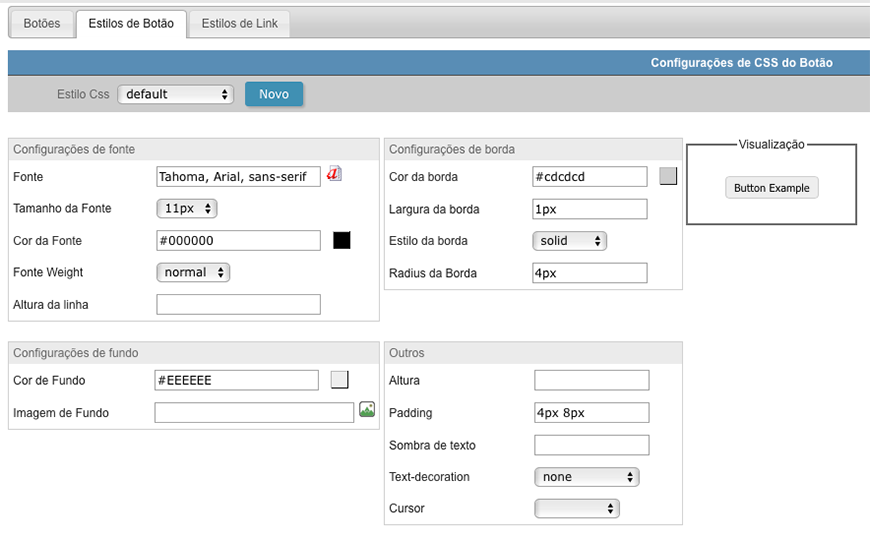 Botões
Estilos de Botão
Estilos de Link
Configurações de CSS do Botão
Estilo Css
default
Novo
Configurações de fonte
Fonte
Tahoma, Arial, sans-serif
Tamanho da Fonte
11px
Cor da Fonte
#000000
Fonte Weight
normal
Altura da linha
Configurações de borda
Cor da borda
#cdcdcd
Largura da borda
1px
Estilo da borda
solid
Radius da Borda
4px
Visualização
Button Example
Configurações de fundo
Cor de Fundo
#EEEEEE
Imagem de Fundo
Outros
Altura
Padding
4px 8px
Sombra de texto
Text-decoration
none
Cursor